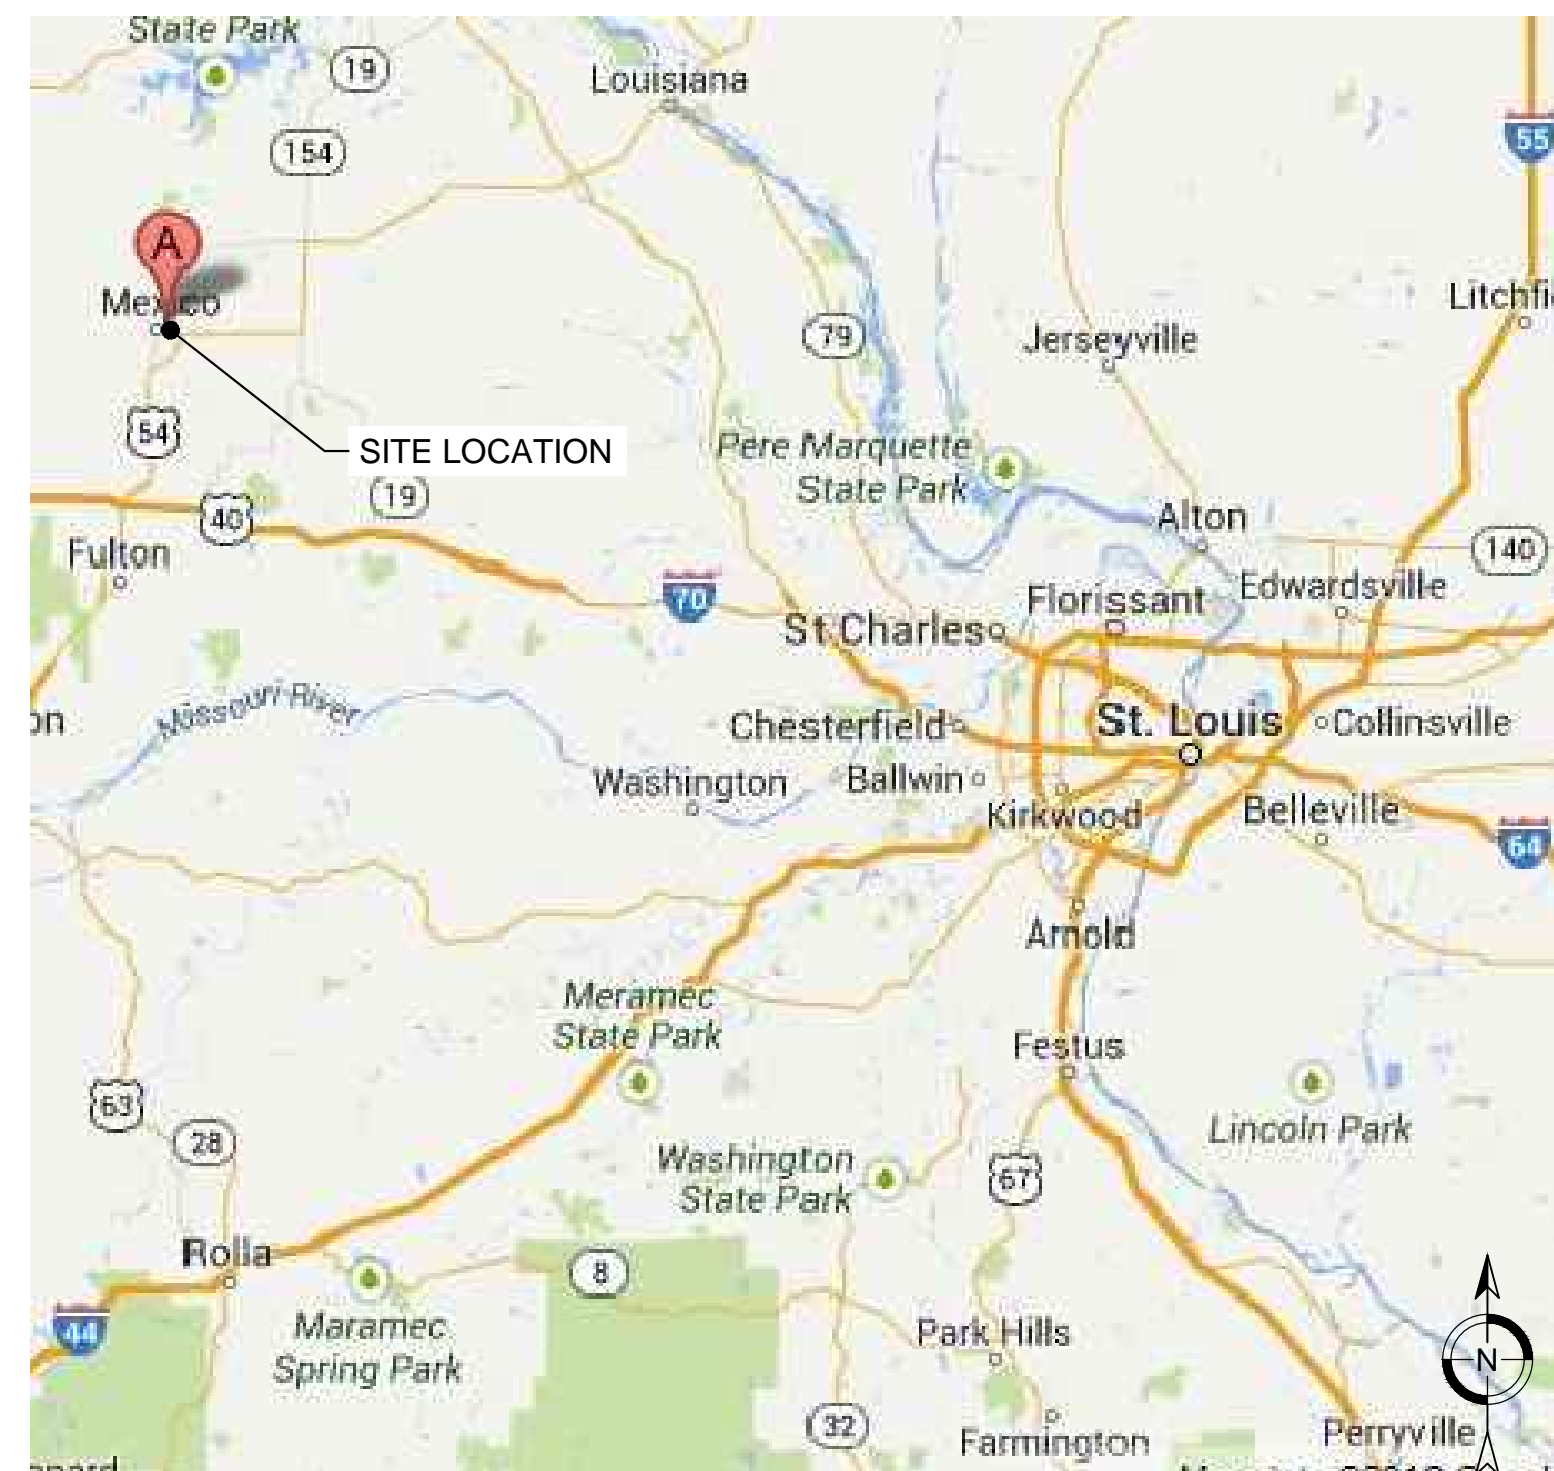 State Park
19
Louisiana
154
55
A
Mexico
Litchfi
79
Jerseyville
54
SITE LOCATION
Pere Marquette
State Park
19
40
Alton
140
Fulton
Edwardsville
70
Florissant
St Charles
Missouri River
on
Chesterfield
St. Louis
Collinsville
Washington
Ballwin
Kirkwood
Belleville
64
Arnold
Meramec
State Park
Festus
63
28
Lincoln Park
Washington
State Park
67
Rolla
8
44
Maramec
Spring Park
Park Hills
N
32
Farmington
Perryville